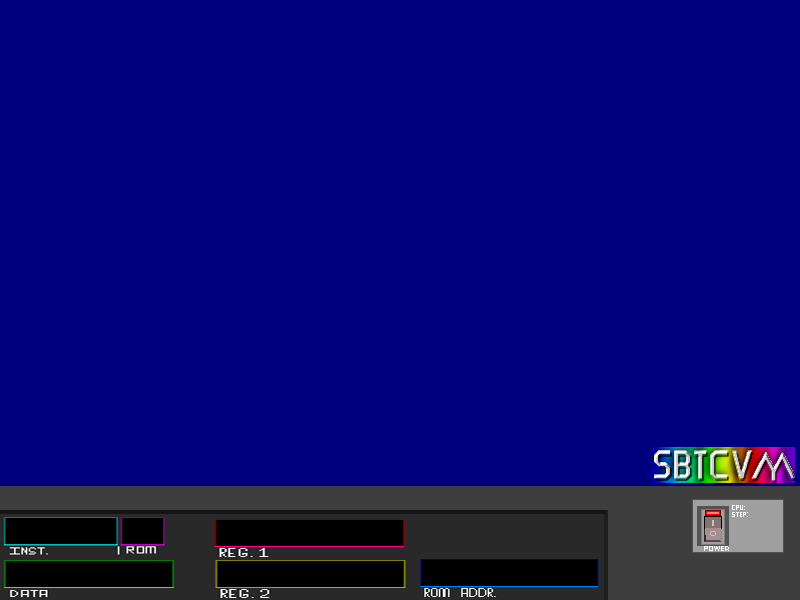 SBTCVM
CPU:
STEP:
POWER
INST.
ROM
REG.1
DATA
REG.2
ROM ADDR.